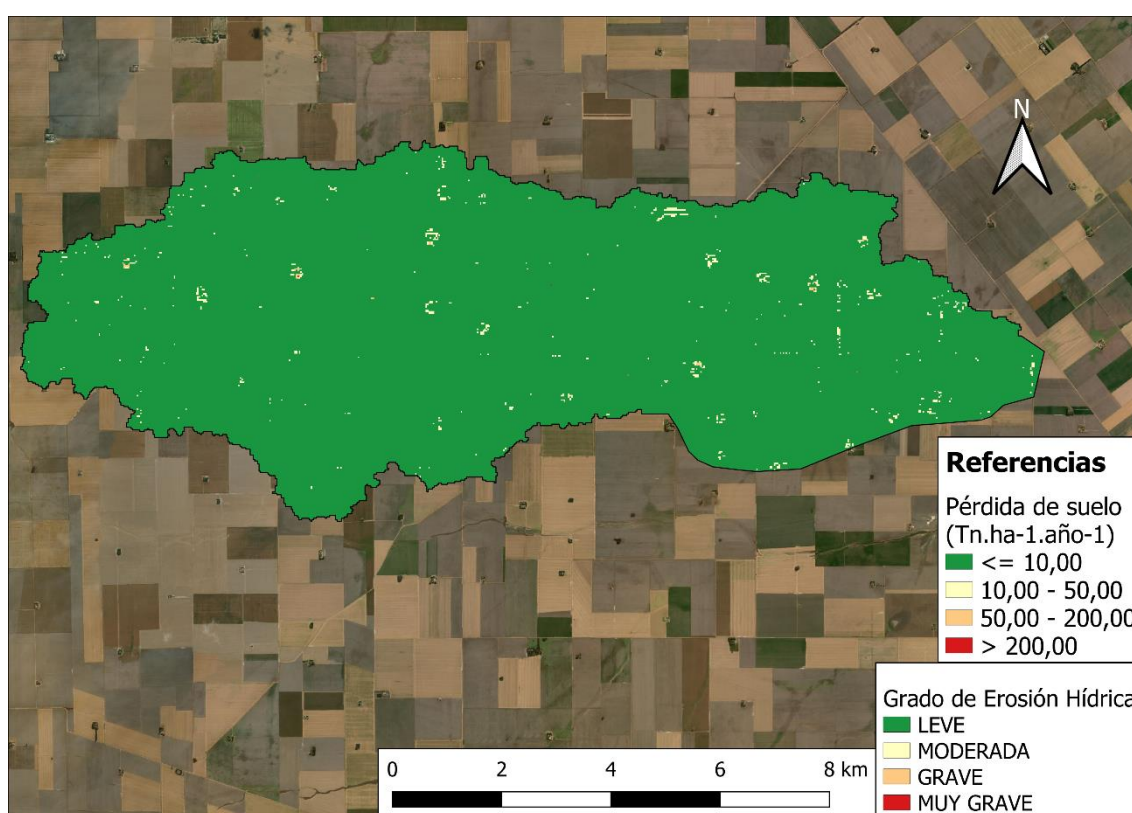 N
Referencias
Pérdida de suelo
(Tn.ha-1.año-1)
<= 10,00
10,00 - 50,00
50,00 - 200,00
> 200,00
Grado de Erosión Hídrica
LEVE
MODERADA
GRAVE
MUY GRAVE
0 2 4 6 8 km